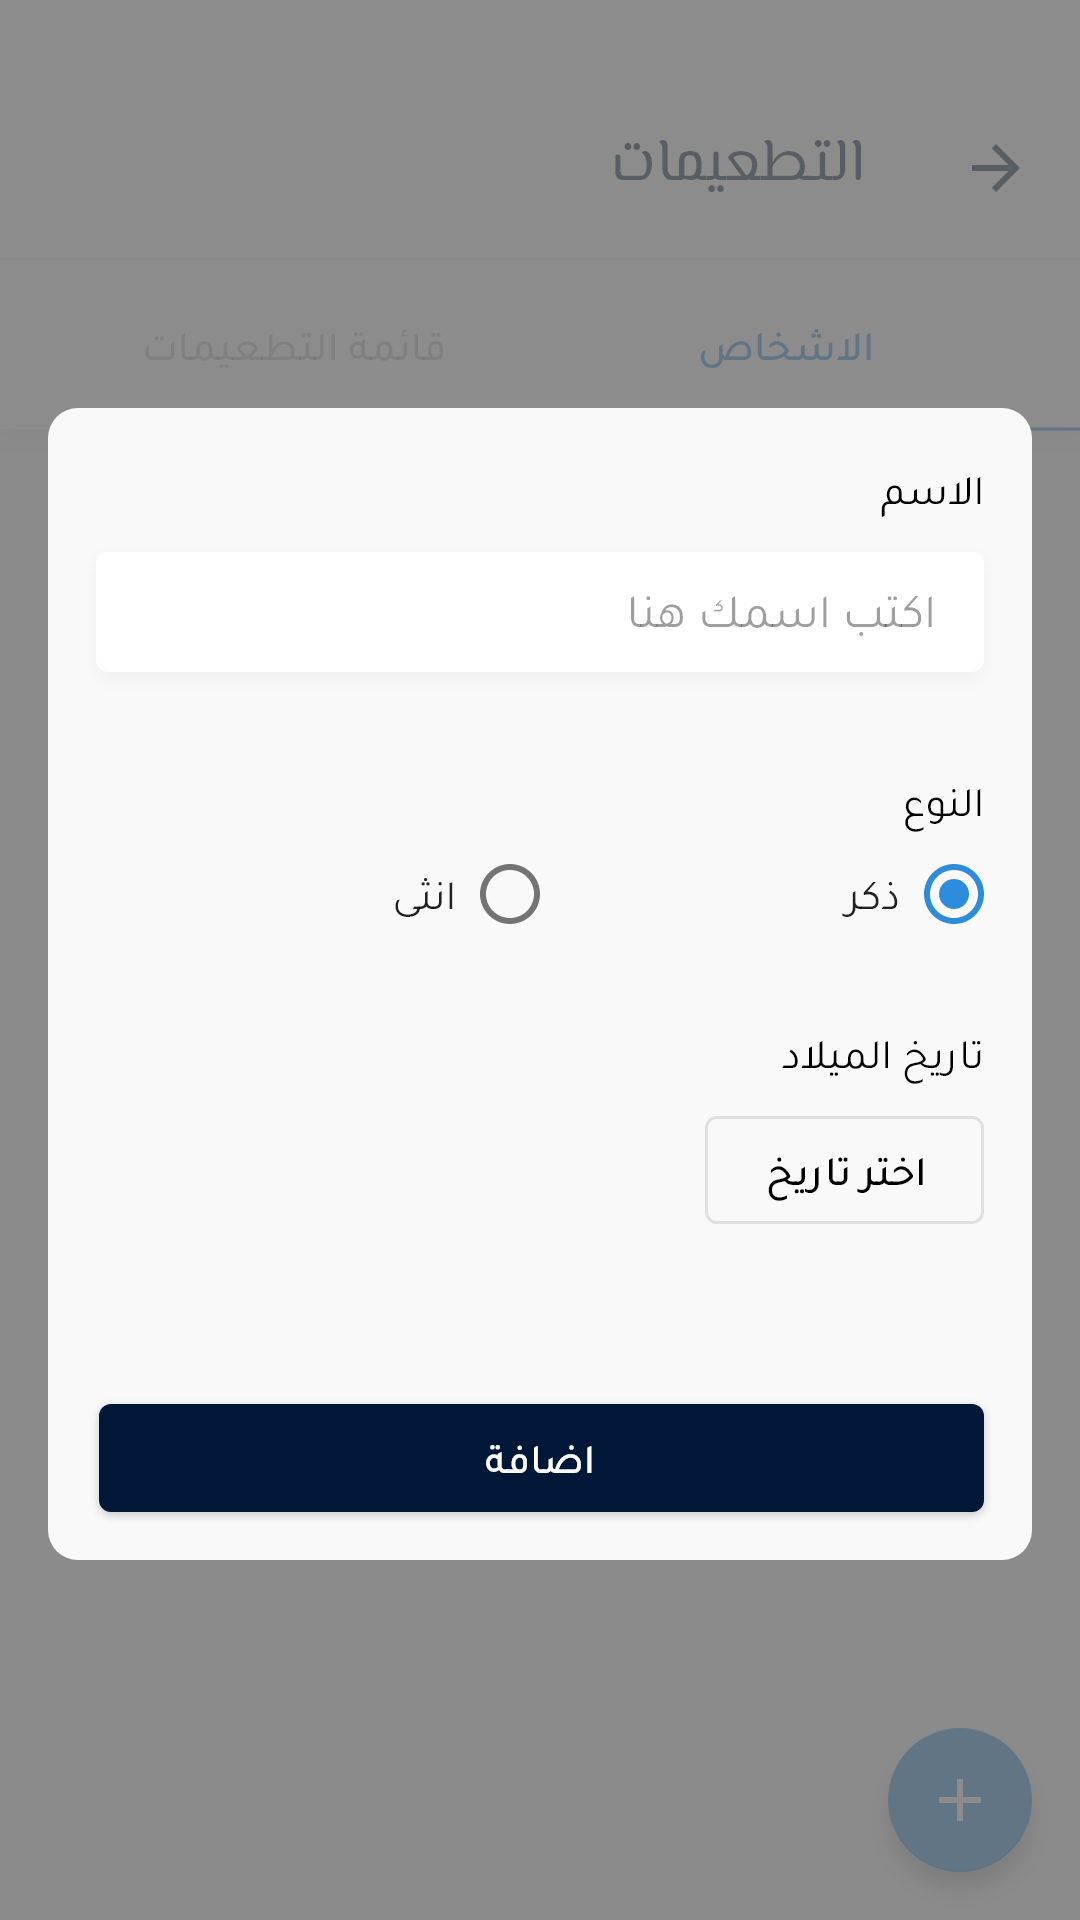 التطعيمات
الاشخاص
قائمة التطعيمات
الاسم
اكتب اسمك هنا
النوع
ذكر
انثى
تاريخ الميلاد
اختر تاريخ
اضافة